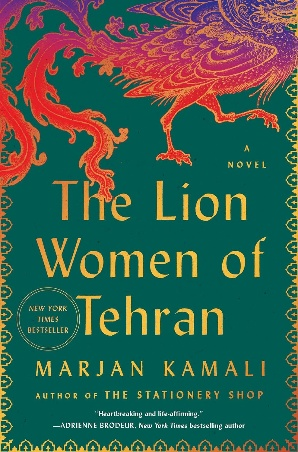 A
NOVEL
The Lion
Women of
Tehran
NEW YORK
TIMES
BESTSELLER
MARJAN KAMALI
AUTHOR OF THE STATIONERY SHOP
"Heartbreaking and life-affirming."
—ADRIENNE BRODEUR, New York Times bestselling author